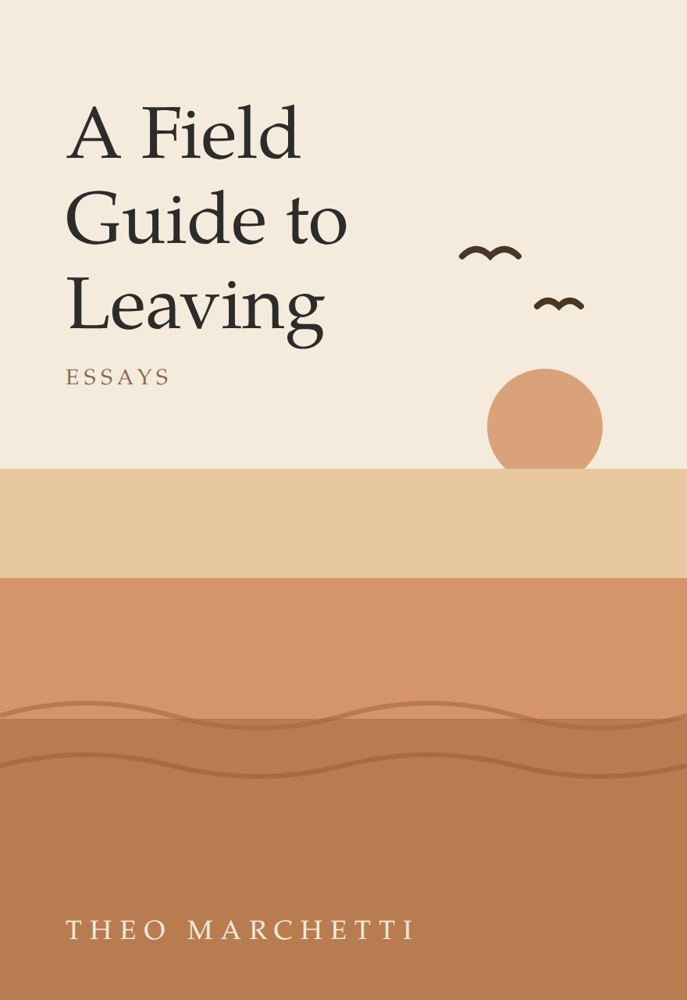 A Field
Guide to
Leaving
ESSAYS
THEO MARCHETTI